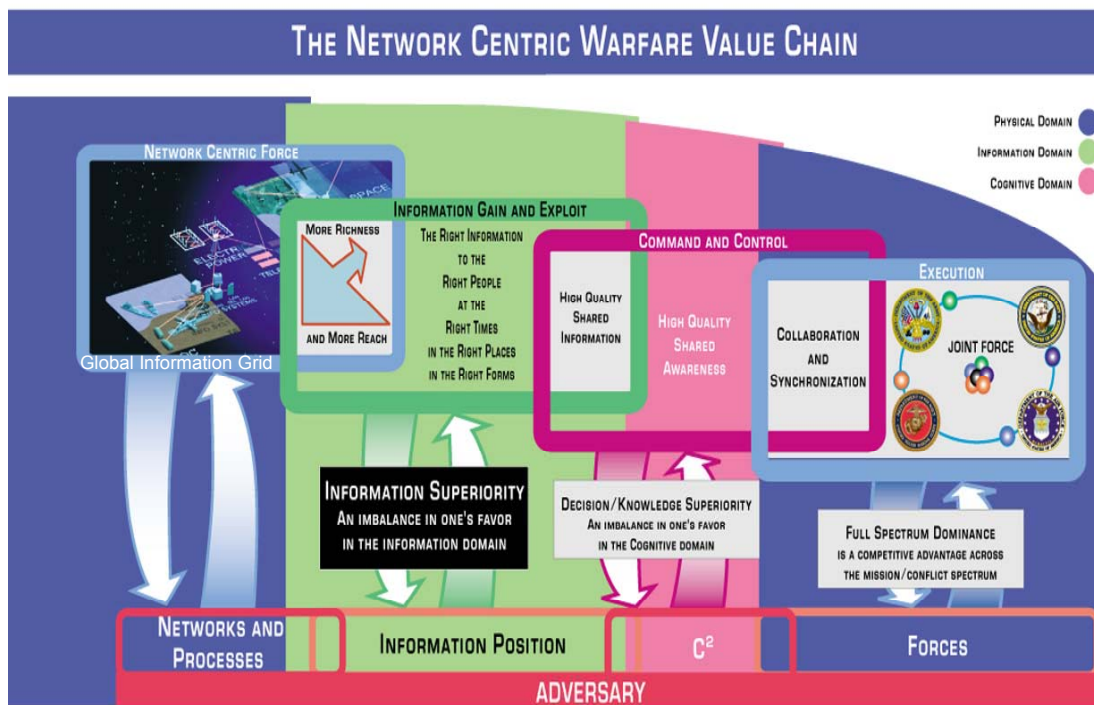 THE NETWORK CENTRIC WARFARE VALUE CHAIN
PHYSICAL DOMAIN
INFORMATION DOMAIN
COGNITIVE DOMAIN
NETWORK CENTRIC FORCE
SPACE
ELECTR
POWER
TELE
SYSTEMS
Global Information Grid
INFORMATION GAIN AND EXPLOIT
MORE RICHNESS
AND MORE REACH
THE RIGHT INFORMATION
TO THE
RIGHT PEOPLE
AT THE
RIGHT TIMES
IN THE RIGHT PLACES
IN THE RIGHT FORMS
COMMAND AND CONTROL
HIGH QUALITY
SHARED
INFORMATION
HIGH QUALITY
SHARED
AWARENESS
EXECUTION
COLLABORATION
AND
SYNCHRONIZATION
JOINT FORCE
INFORMATION SUPERIORITY
AN IMBALANCE IN ONE'S FAVOR
IN THE INFORMATION DOMAIN
DECISION/KNOWLEDGE SUPERIORITY
AN IMBALANCE IN ONE'S FAVOR
IN THE COGNITIVE DOMAIN
FULL SPECTRUM DOMINANCE
IS A COMPETITIVE ADVANTAGE ACROSS
THE MISSION/CONFLICT SPECTRUM
NETWORKS AND
PROCESSES
INFORMATION POSITION
C²
FORCES
ADVERSARY